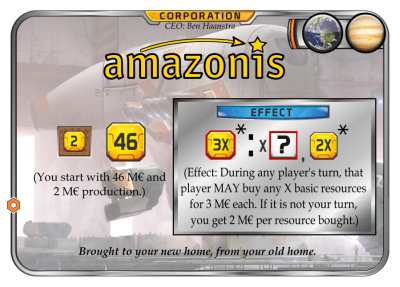 CORPORATION
CEO: Ben Haanstra
amazonis
EFFECT
2
46
3X * : X ? , 2X *
(You start with 46 M€ and
2 M€ production.)
(Effect: During any player's turn, that
player MAY buy any X basic resources
for 3 M€ each. If it is not your turn,
you get 2 M€ per resource bought.)
Brought to your new home, from your old home.